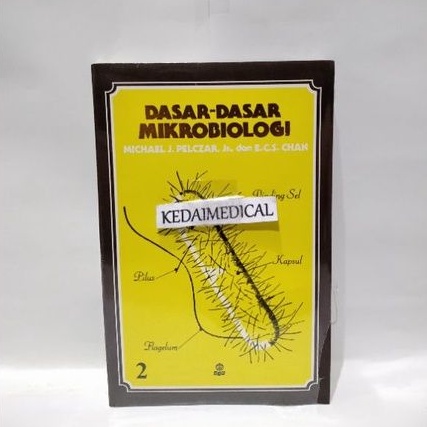 DASAR-DASAR
MIKROBIOLOGI
MICHAEL J. PELCZAR, Jr. dan E.C.S. CHAN
Dinding Sel
KEDAIMEDICAL
Kapsul
Pilus
Flagelum
2